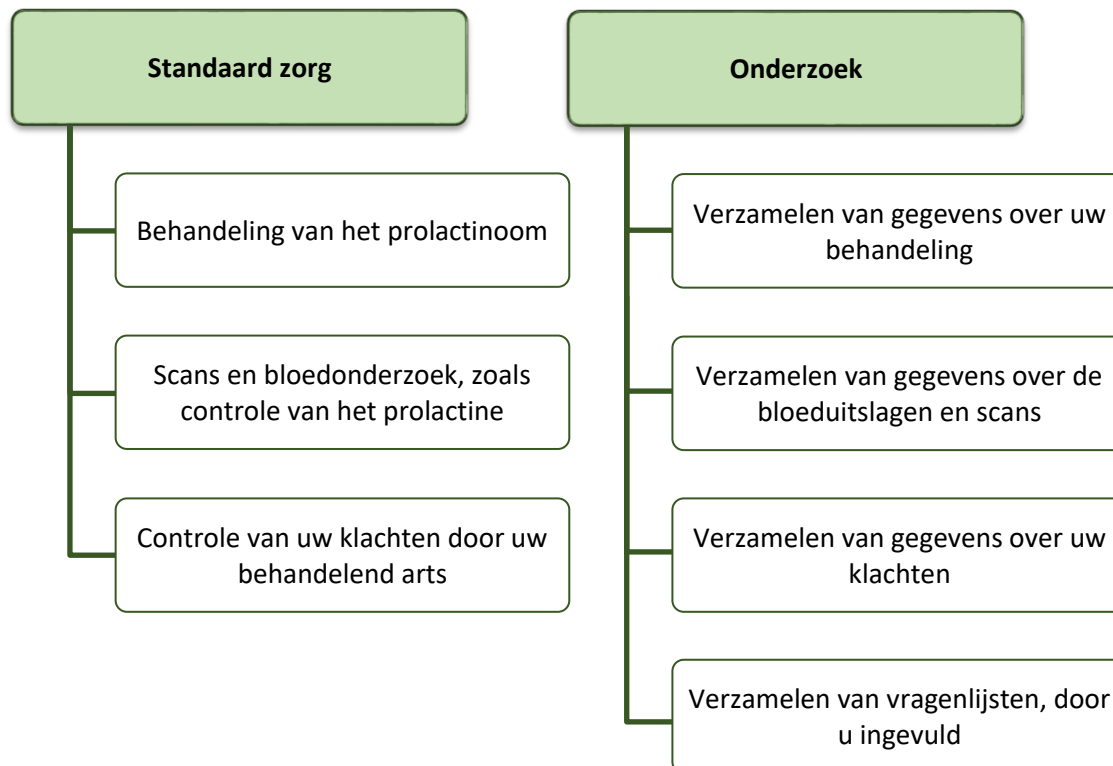 Standaard zorg
Behandeling van het prolactinoom
Scans en bloedonderzoek, zoals
controle van het prolactine
Controle van uw klachten door uw
behandelend arts
Onderzoek
Verzamelen van gegevens over uw
behandeling
Verzamelen van gegevens over de
bloeduitslagen en scans
Verzamelen van gegevens over uw
klachten
Verzamelen van vragenlijsten, door
u ingevuld